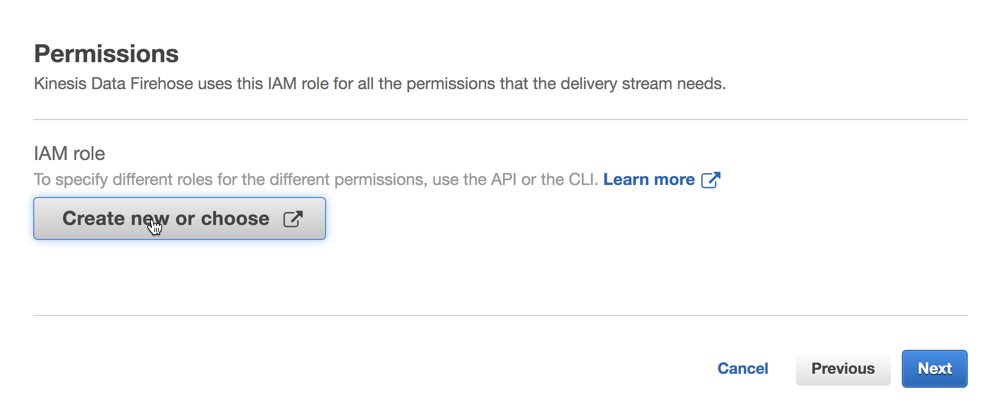 Permissions
Kinesis Data Firehose uses this IAM role for all the permissions that the delivery stream needs.
IAM role
To specify different roles for the different permissions, use the API or the CLI. Learn more
Create new or choose
Cancel Previous Next